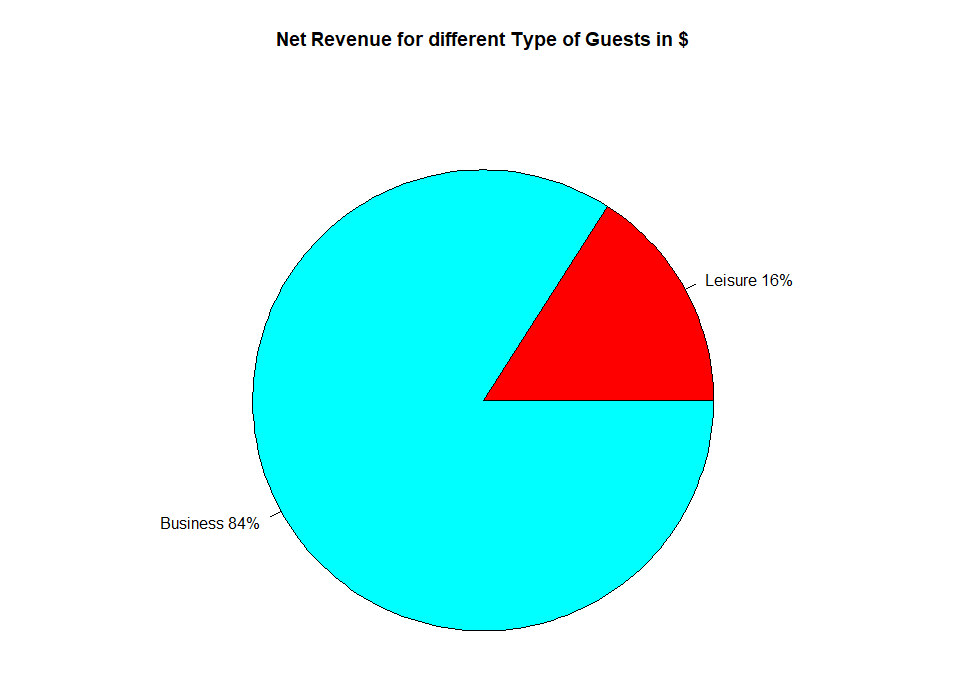 Net Revenue for different Type of Guests in $
Leisure 16%
Business 84%